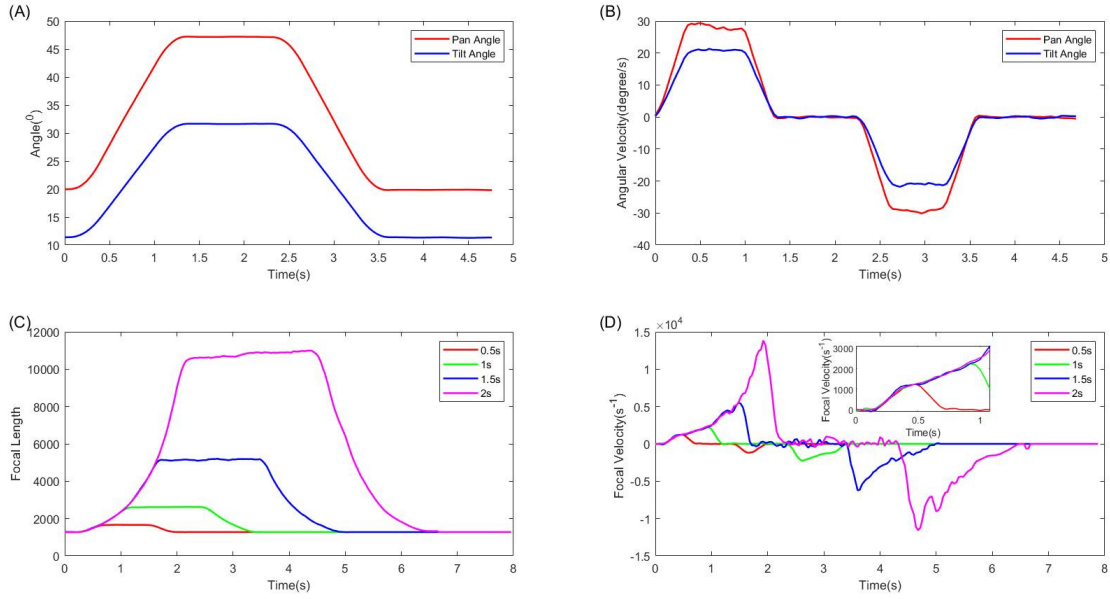 (A)
50
45
40
35
30
25
20
15
10
Angle(⁰)
0 0.5 1 1.5 2 2.5 3 3.5 4 4.5 5
Time(s)
Pan Angle
Tilt Angle
(B)
30
20
10
0
-10
-20
-30
-40
Angular Velocity(degree/s)
0 0.5 1 1.5 2 2.5 3 3.5 4 4.5 5
Time(s)
Pan Angle
Tilt Angle
(C)
12000
10000
8000
6000
4000
2000
0
Focal Length
0 1 2 3 4 5 6 7 8
Time(s)
0.5s
1s
1.5s
2s
(D)
×10⁴
1.5
1
0.5
0
-0.5
-1
-1.5
Focal Velocity(s⁻¹)
0 1 2 3 4 5 6 7 8
Time(s)
3000
2000
1000
0
Focal Velocity(s⁻¹)
0 0.5 1
Time(s)
0.5s
1s
1.5s
2s